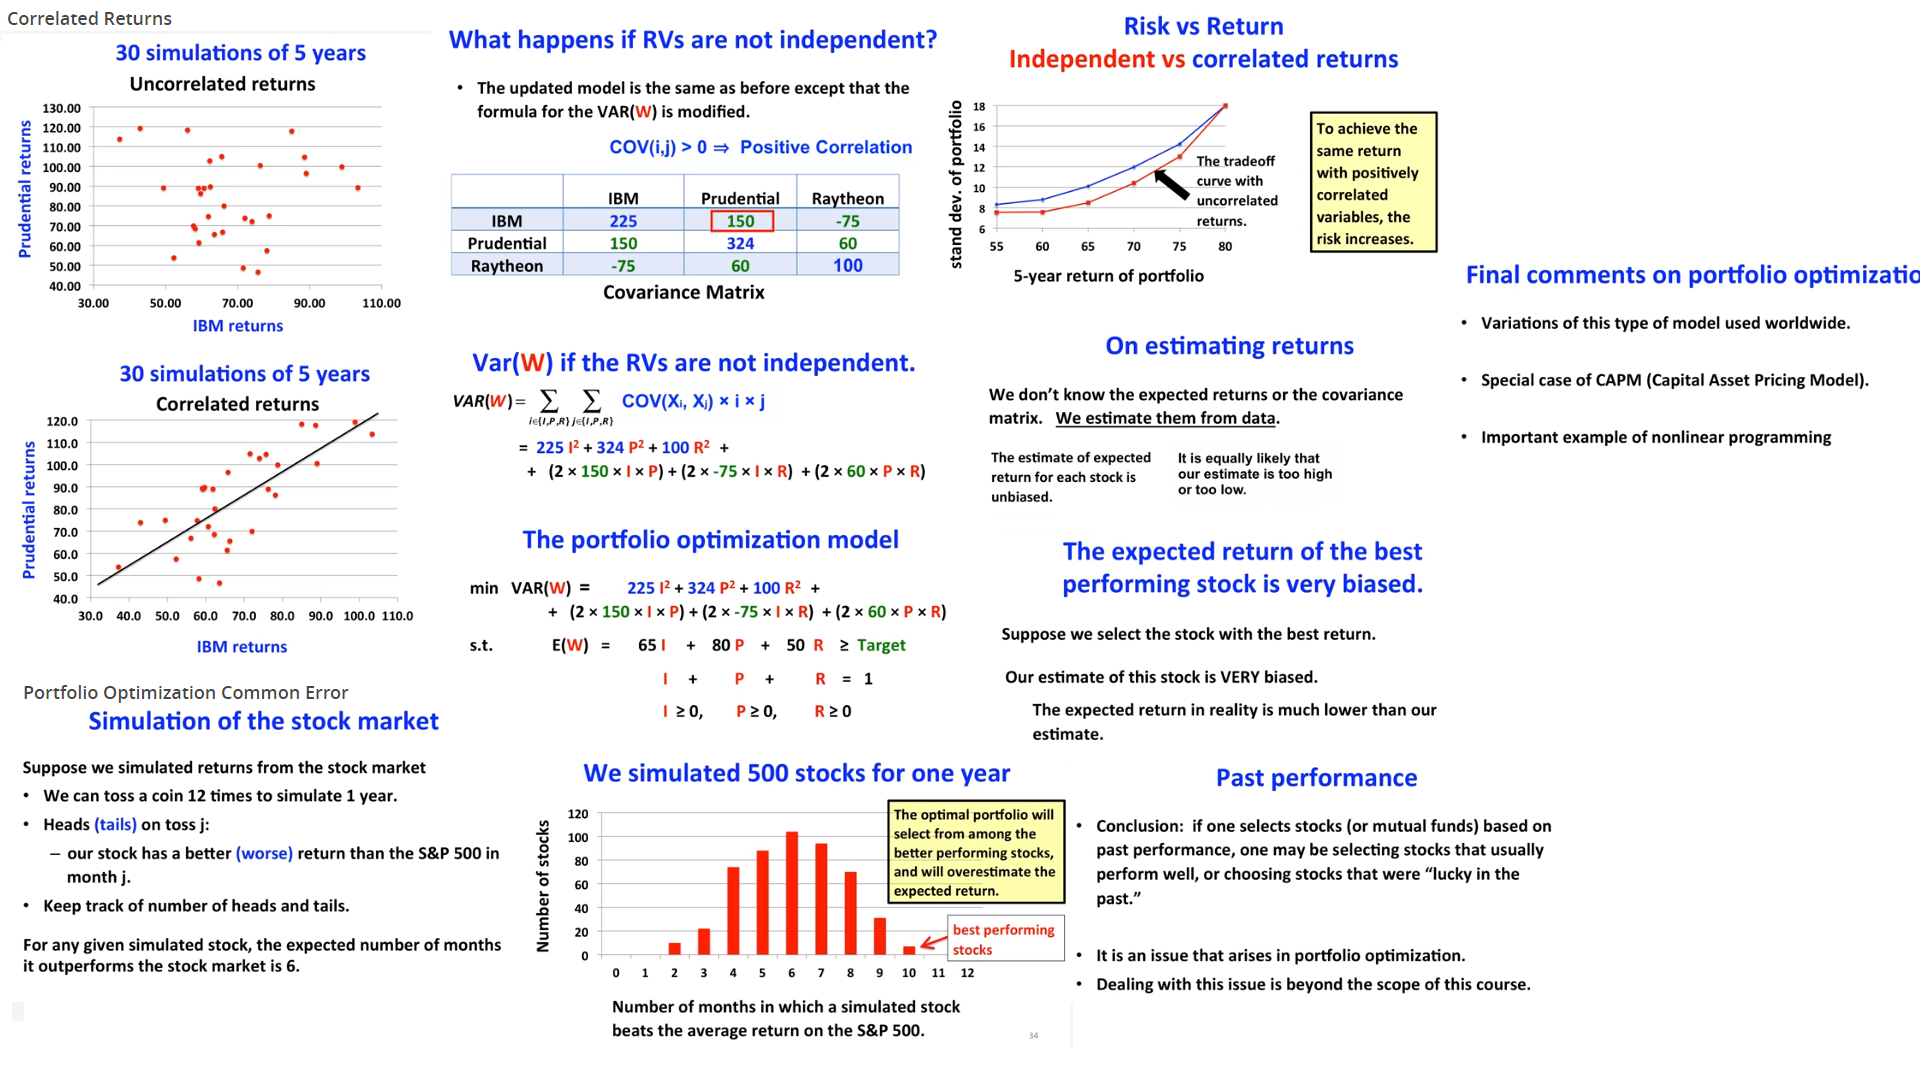 Correlated Returns
30 simulations of 5 years
Uncorrelated returns
Prudential returns
130.00
120.00
110.00
100.00
90.00
80.00
70.00
60.00
50.00
40.00
30.00 50.00 70.00 90.00 110.00
IBM returns
30 simulations of 5 years
Correlated returns
Prudential returns
120.0
110.0
100.0
90.0
80.0
70.0
60.0
50.0
40.0
30.0 40.0 50.0 60.0 70.0 80.0 90.0 100.0 110.0
IBM returns
What happens if RVs are not independent?
• The updated model is the same as before except that the
formula for the VAR(W) is modified.
COV(i,j) > 0 ⇒ Positive Correlation
IBM Prudential Raytheon
IBM 225 150 -75
Prudential 150 324 60
Raytheon -75 60 100
Covariance Matrix
Var(W) if the RVs are not independent.
VAR(W) = ∑ ∑ COV(Xᵢ, Xⱼ) × i × j
i∈{I,P,R} j∈{I,P,R}
= 225 I² + 324 P² + 100 R² +
+ (2 × 150 × I × P) + (2 × -75 × I × R) + (2 × 60 × P × R)
The portfolio optimization model
min VAR(W) = 225 I² + 324 P² + 100 R² +
+ (2 × 150 × I × P) + (2 × -75 × I × R) + (2 × 60 × P × R)
s.t. E(W) = 65 I + 80 P + 50 R ≥ Target
I + P + R = 1
I ≥ 0, P ≥ 0, R ≥ 0
Risk vs Return
Independent vs correlated returns
stand dev. of portfolio
18
16
14
12
10
8
6
55 60 65 70 75 80
5-year return of portfolio
The tradeoff
curve with
uncorrelated
returns.
To achieve the
same return
with positively
correlated
variables, the
risk increases.
On estimating returns
We don't know the expected returns or the covariance
matrix. We estimate them from data.
The estimate of expected
return for each stock is
unbiased.
It is equally likely that
our estimate is too high
or too low.
The expected return of the best
performing stock is very biased.
Suppose we select the stock with the best return.
Our estimate of this stock is VERY biased.
The expected return in reality is much lower than our
estimate.
Final comments on portfolio optimizatio
• Variations of this type of model used worldwide.
• Special case of CAPM (Capital Asset Pricing Model).
• Important example of nonlinear programming
Portfolio Optimization Common Error
Simulation of the stock market
Suppose we simulated returns from the stock market
• We can toss a coin 12 times to simulate 1 year.
• Heads (tails) on toss j:
– our stock has a better (worse) return than the S&P 500 in
month j.
• Keep track of number of heads and tails.
For any given simulated stock, the expected number of months
it outperforms the stock market is 6.
We simulated 500 stocks for one year
Number of stocks
120
100
80
60
40
20
0
0 1 2 3 4 5 6 7 8 9 10 11 12
The optimal portfolio will
select from among the
better performing stocks,
and will overestimate the
expected return.
best performing
stocks
Number of months in which a simulated stock
beats the average return on the S&P 500.
34
Past performance
• Conclusion: if one selects stocks (or mutual funds) based on
past performance, one may be selecting stocks that usually
perform well, or choosing stocks that were “lucky in the
past.”
• It is an issue that arises in portfolio optimization.
• Dealing with this issue is beyond the scope of this course.